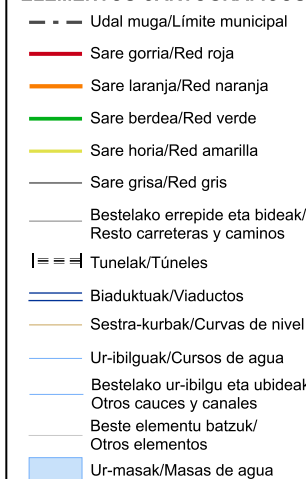 Udal muga/Límite municipal
Sare gorria/Red roja
Sare laranja/Red naranja
Sare berdea/Red verde
Sare horia/Red amarilla
Sare grisa/Red gris
Bestelako errepide eta bideak/
Resto carreteras y caminos
Tunelak/Túneles
Biaduktuak/Viaductos
Sestra-kurbak/Curvas de nivel
Ur-ibilguak/Cursos de agua
Bestelako ur-ibilgu eta ubideak
Otros cauces y canales
Beste elementu batzuk/
Otros elementos
Ur-masak/Masas de agua